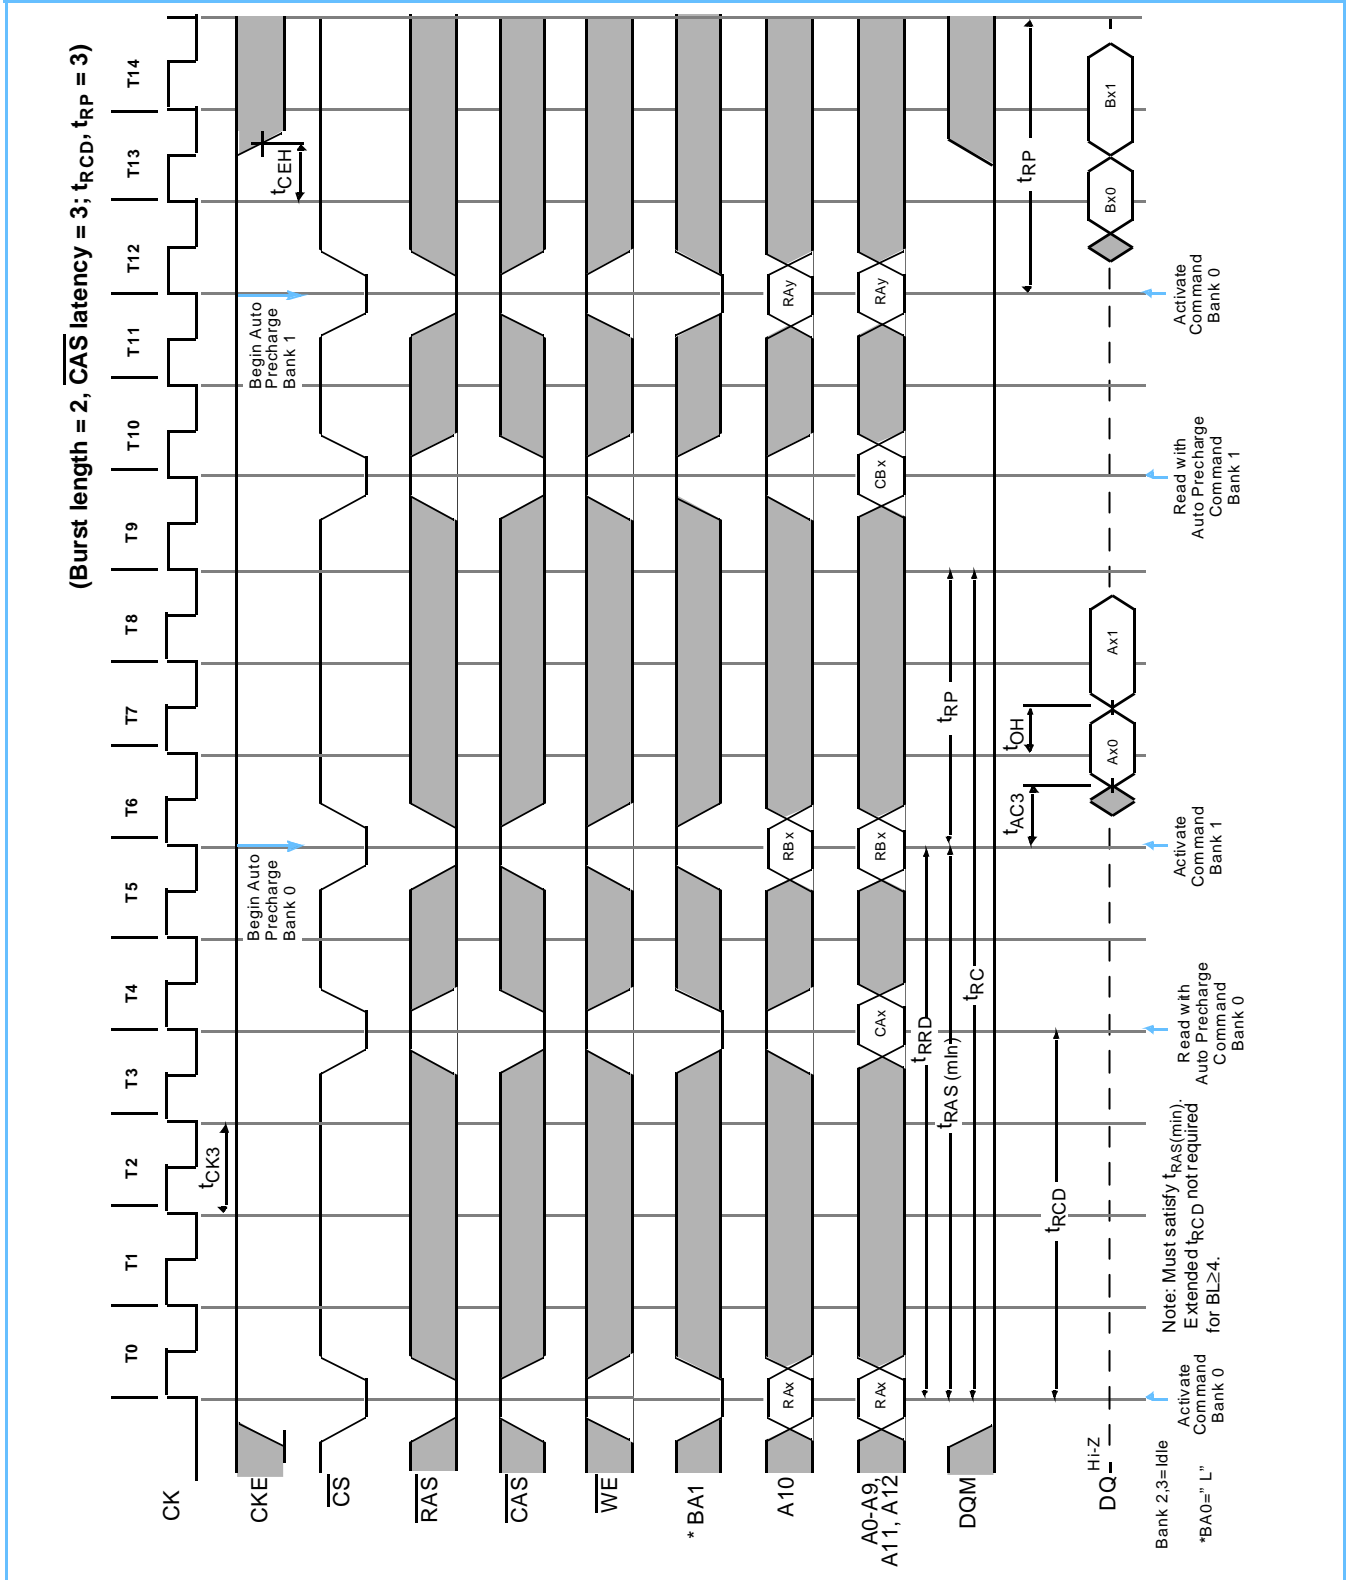 (Burst length = 2, CAS latency = 3; tRCD, tRP = 3)
T0 T1 T2 T3 T4 T5 T6 T7 T8 T9 T10 T11 T12 T13 T14
CK
tCK3
CKE
Begin Auto
Precharge
Bank 0
Begin Auto
Precharge
Bank 1
tCEH
CS
RAS
CAS
WE
* BA1
A10
RAx
RBx
RAy
A0-A9,
A11, A12
RAx
CAx
RBx
CBx
RAy
tRRD
tRAS (mIn)
tRP
tRC
DQM
tRCD
tAC3
tOH
tRP
DQ
Hi-Z
Ax0
Ax1
Bx0
Bx1
Activate
Command
Bank 0
Note: Must satisfy tRAS(min).
Extended tRCD not required
for BL≥4.
Read with
Auto Precharge
Command
Bank 0
Activate
Command
Bank 1
Read with
Auto Precharge
Command
Bank 1
Activate
Command
Bank 0
Bank 2,3=Idle
*BA0=" L"